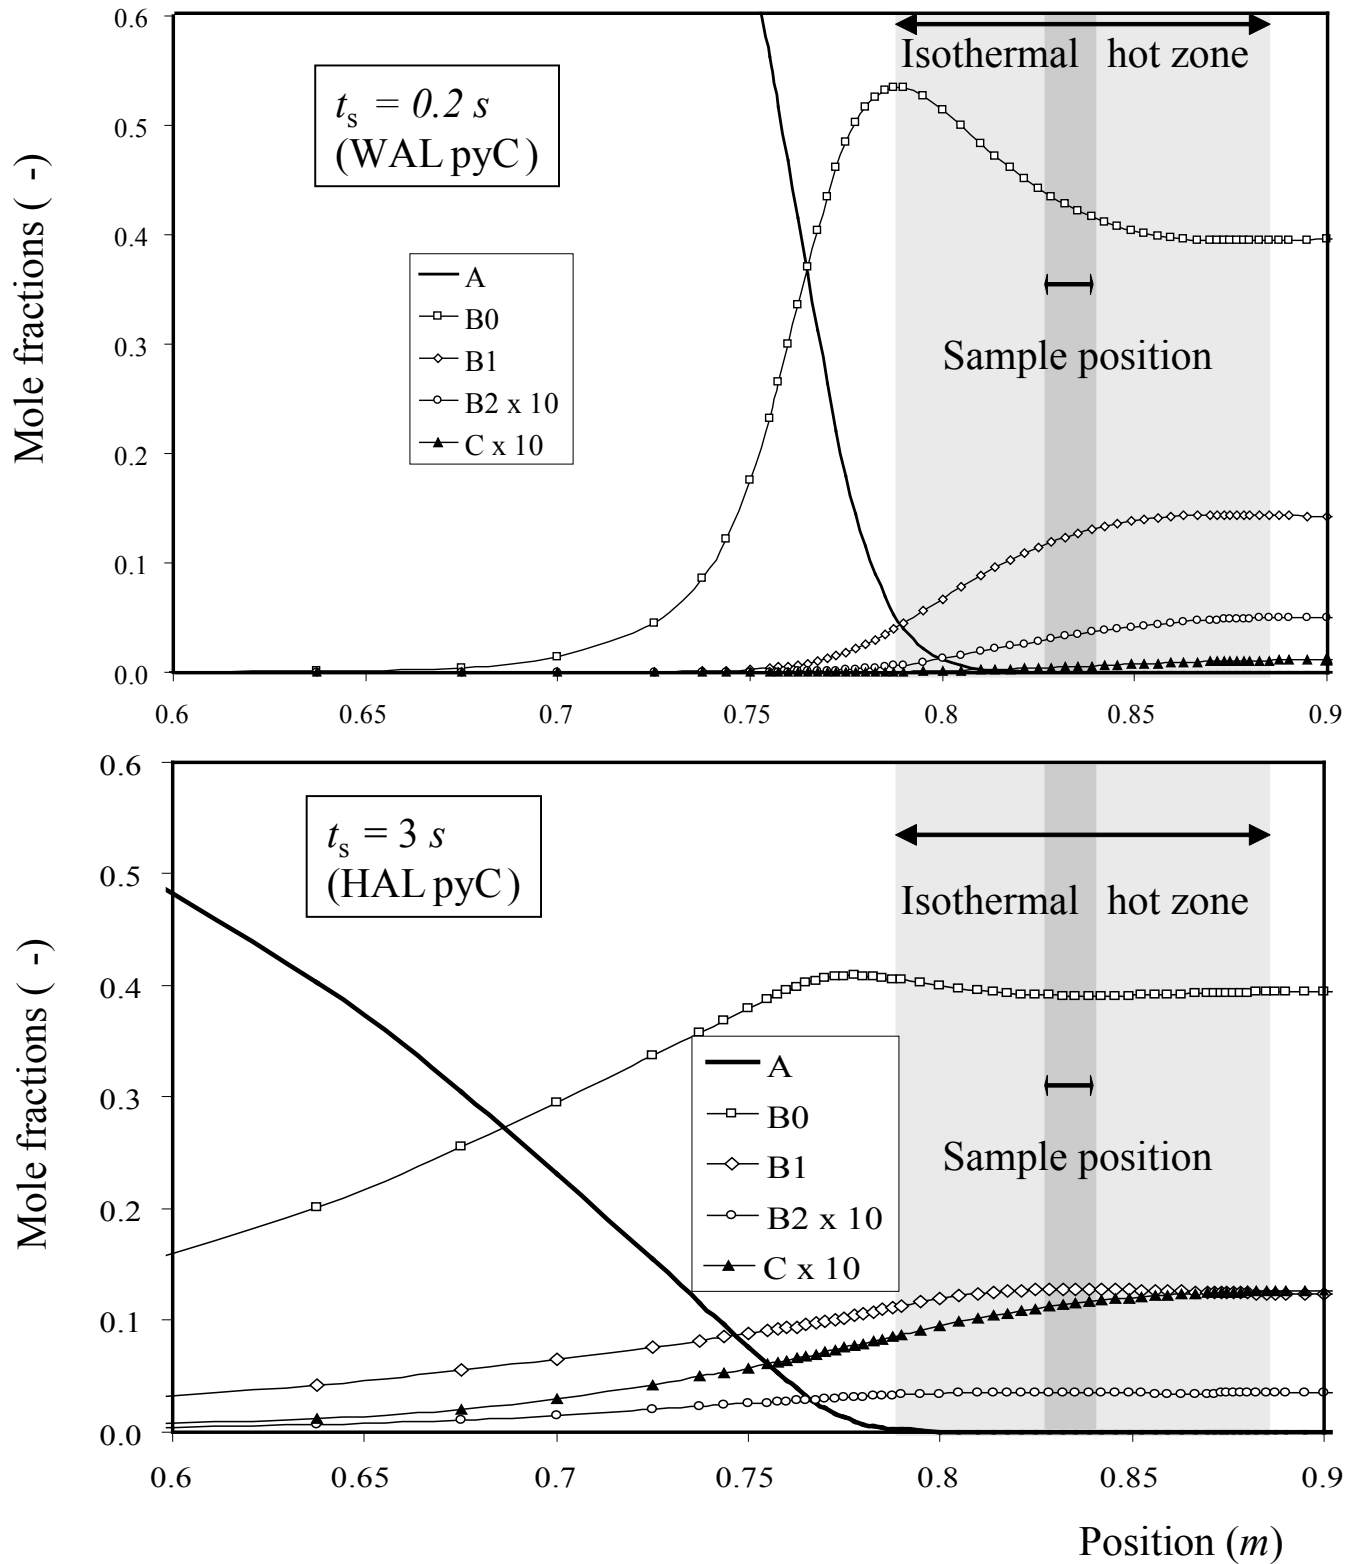 0.6
Isothermal hot zone
t_s = 0.2 s
(WAL pyC)
0.5
0.4
A
B0
Sample position
B1
B2 x 10
C x 10
0.3
0.2
0.1
0.0
Mole fractions ( -)
0.6 0.65 0.7 0.75 0.8 0.85 0.9
0.6
t_s = 3 s
(HAL pyC)
0.5
Isothermal hot zone
0.4
A
B0
B1
B2 x 10
C x 10
Sample position
0.3
0.2
0.1
0.0
Mole fractions ( -)
0.6 0.65 0.7 0.75 0.8 0.85 0.9
Position (m)